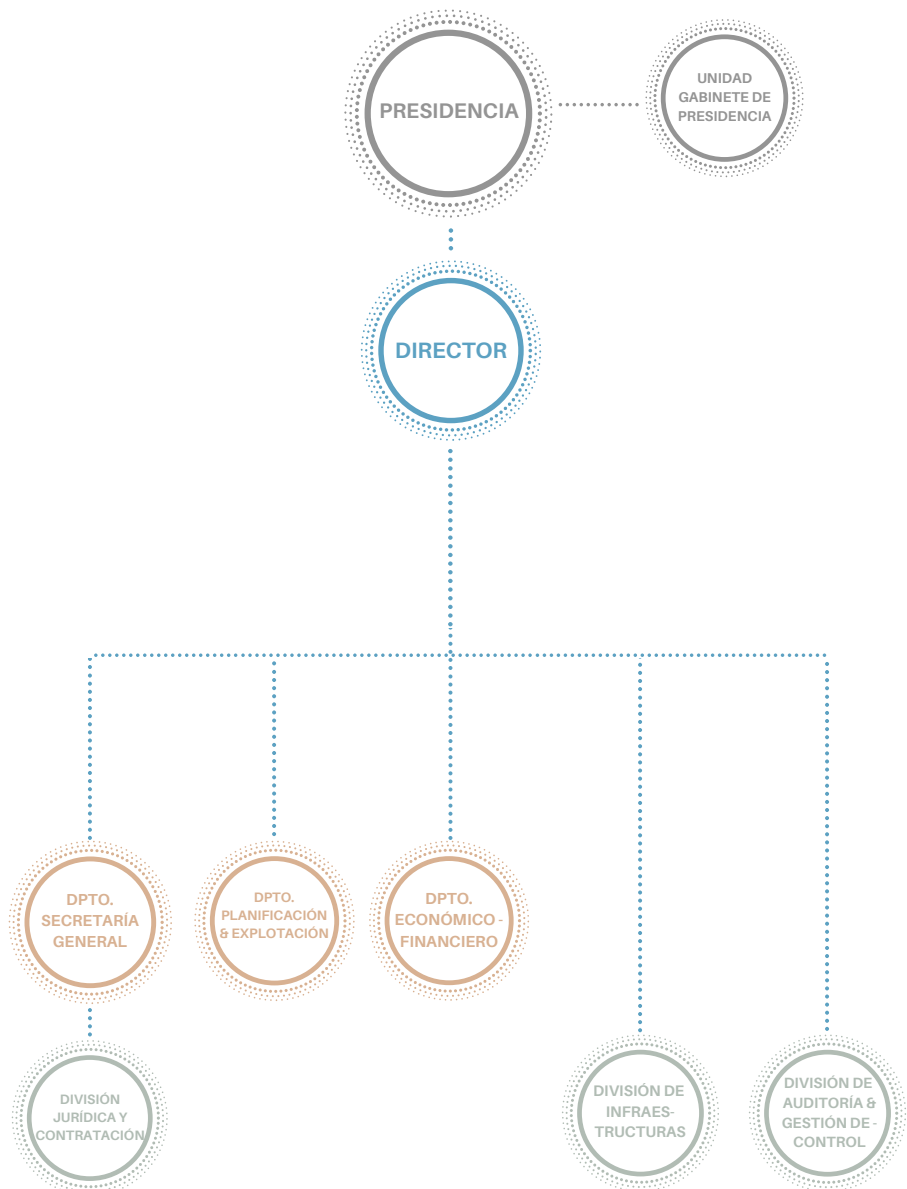 PRESIDENCIA
UNIDAD
GABINETE DE
PRESIDENCIA
DIRECTOR
DPTO.
SECRETARÍA
GENERAL
DPTO.
PLANIFICACIÓN
& EXPLOTACIÓN
DPTO.
ECONÓMICO -
FINANCIERO
DIVISIÓN
JURÍDICA Y
CONTRATACIÓN
DIVISIÓN DE
INFRAES-
TRUCTURAS
DIVISIÓN DE
AUDITORÍA &
GESTIÓN DE -
CONTROL